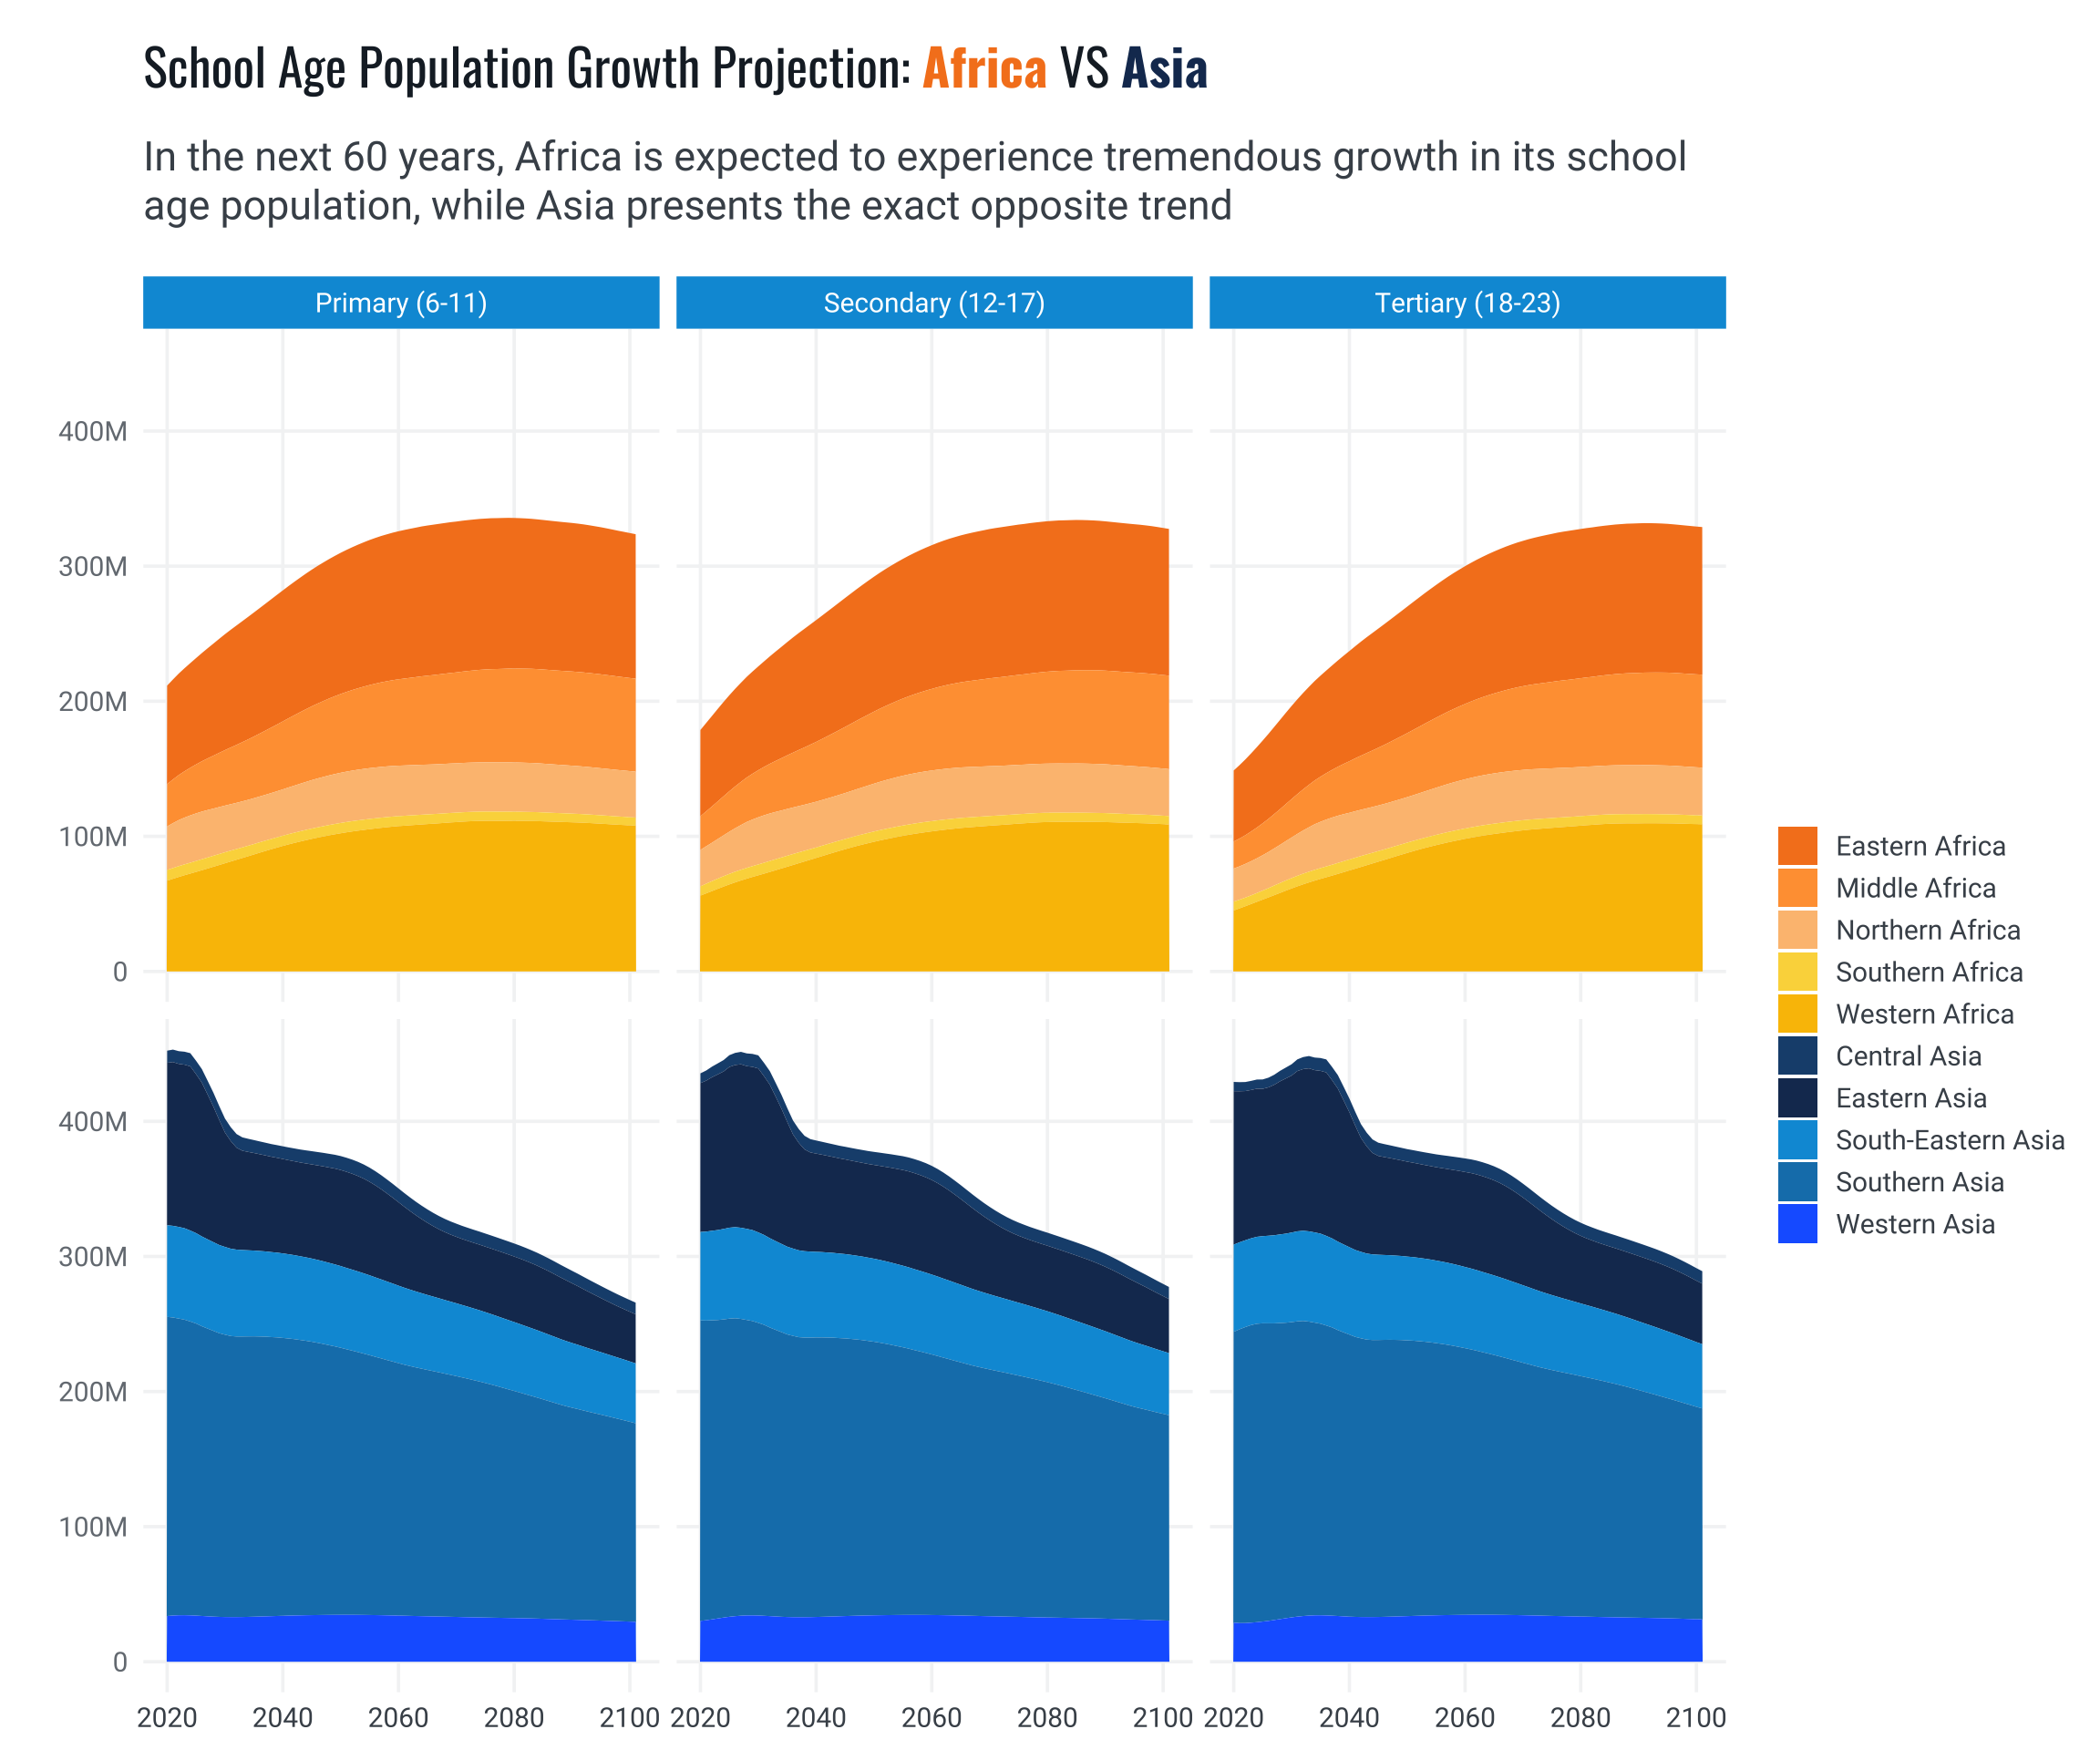 School Age Population Growth Projection: Africa VS Asia
In the next 60 years, Africa is expected to experience tremendous growth in its school
age population, while Asia presents the exact opposite trend
Primary (6-11)
Secondary (12-17)
Tertiary (18-23)
400M
300M
200M
100M
0
400M
300M
200M
100M
0
2020 2040 2060 2080 2100
2020 2040 2060 2080 2100
2020 2040 2060 2080 2100
Eastern Africa
Middle Africa
Northern Africa
Southern Africa
Western Africa
Central Asia
Eastern Asia
South-Eastern Asia
Southern Asia
Western Asia